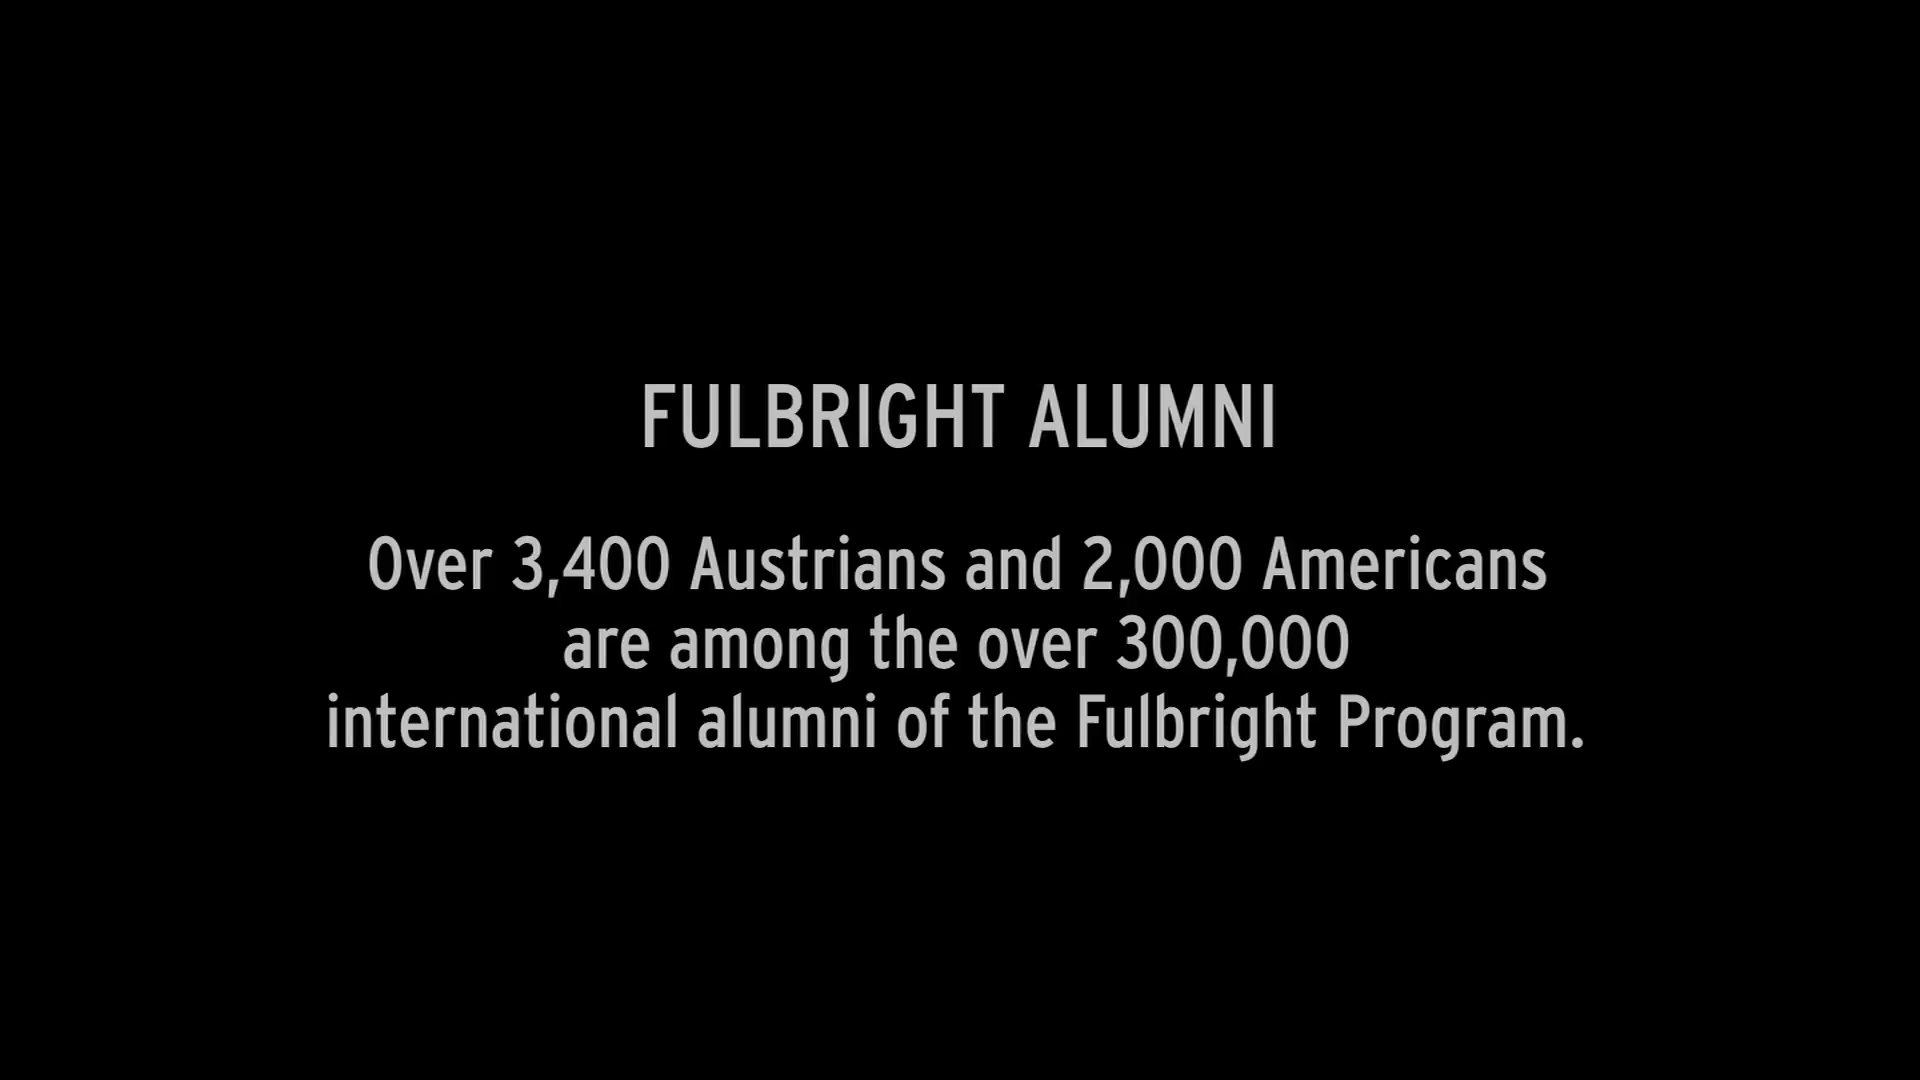 FULBRIGHT ALUMNI
Over 3,400 Austrians and 2,000 Americans
are among the over 300,000
international alumni of the Fulbright Program.